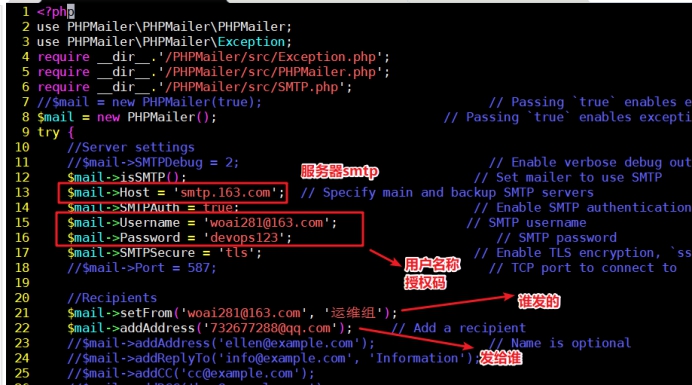 1 <?php
2 use PHPMailer\PHPMailer\PHPMailer;
3 use PHPMailer\PHPMailer\Exception;
4 require __dir__.'/PHPMailer/src/Exception.php';
5 require __dir__.'/PHPMailer/src/PHPMailer.php';
6 require __dir__.'/PHPMailer/src/SMTP.php';
7 //$mail = new PHPMailer(true); // Passing `true` enables e
8 $mail = new PHPMailer(); // Passing `true` enables excepti
9 try {
10 //Server settings
11 //$mail->SMTPDebug = 2; // Enable verbose debug out
服务器smtp
12 $mail->isSMTP(); // Set mailer to use SMTP
13 $mail->Host = 'smtp.163.com'; // Specify main and backup SMTP servers
14 $mail->SMTPAuth = true; // Enable SMTP authentication
15 $mail->Username = 'woai281@163.com'; // SMTP username
16 $mail->Password = 'devops123'; // SMTP password
17 $mail->SMTPSecure = 'tls'; // Enable TLS encryption, `ss
用户名称
授权码
18 //$mail->Port = 587; // TCP port to connect to
19
20 //Recipients
21 $mail->setFrom('woai281@163.com', '运维组');
谁发的
22 $mail->addAddress('732677288@qq.com'); // Add a recipient
23 //$mail->addAddress('ellen@example.com'); // Name is optional
发给谁
24 //$mail->addReplyTo('info@example.com', 'Information');
25 //$mail->addCC('cc@example.com');